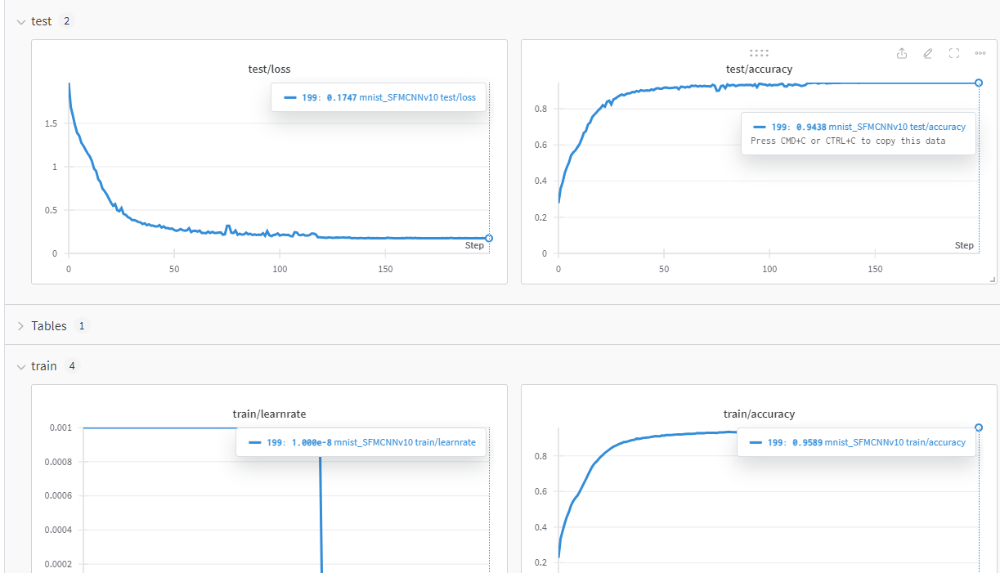 test 2
test/loss
199: 0.1747 mnist_SFMCNNv10 test/loss
1.5
1
0.5
0
Step
0 50 100 150
test/accuracy
0.8
199: 0.9438 mnist_SFMCNNv10 test/accuracy
Press CMD+C or CTRL+C to copy this data
0.6
0.4
0.2
0
Step
0 50 100 150
Tables 1
train 4
train/learnrate
0.001
199: 1.000e-8 mnist_SFMCNNv10 train/learnrate
0.0008
0.0006
0.0004
0.0002
train/accuracy
199: 0.9589 mnist_SFMCNNv10 train/accuracy
0.8
0.6
0.4
0.2